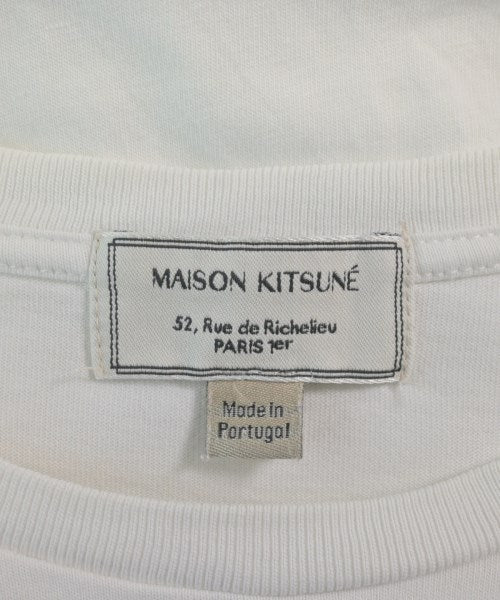 MAISON KITSUNÉ
52, Rue de Richelieu
PARIS 1er
Made in
Portugal